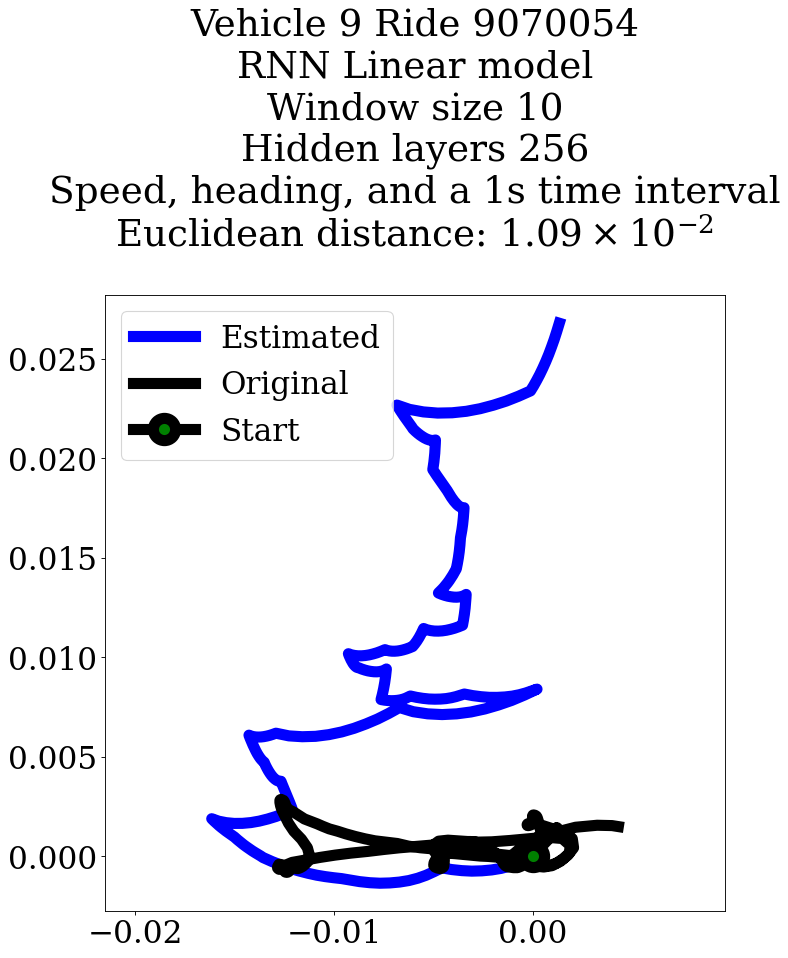 Vehicle 9 Ride 9070054
RNN Linear model
Window size 10
Hidden layers 256
Speed, heading, and a 1s time interval
Euclidean distance: 1.09 × 10⁻²
Estimated
Original
Start
0.025
0.020
0.015
0.010
0.005
0.000
−0.02 −0.01 0.00